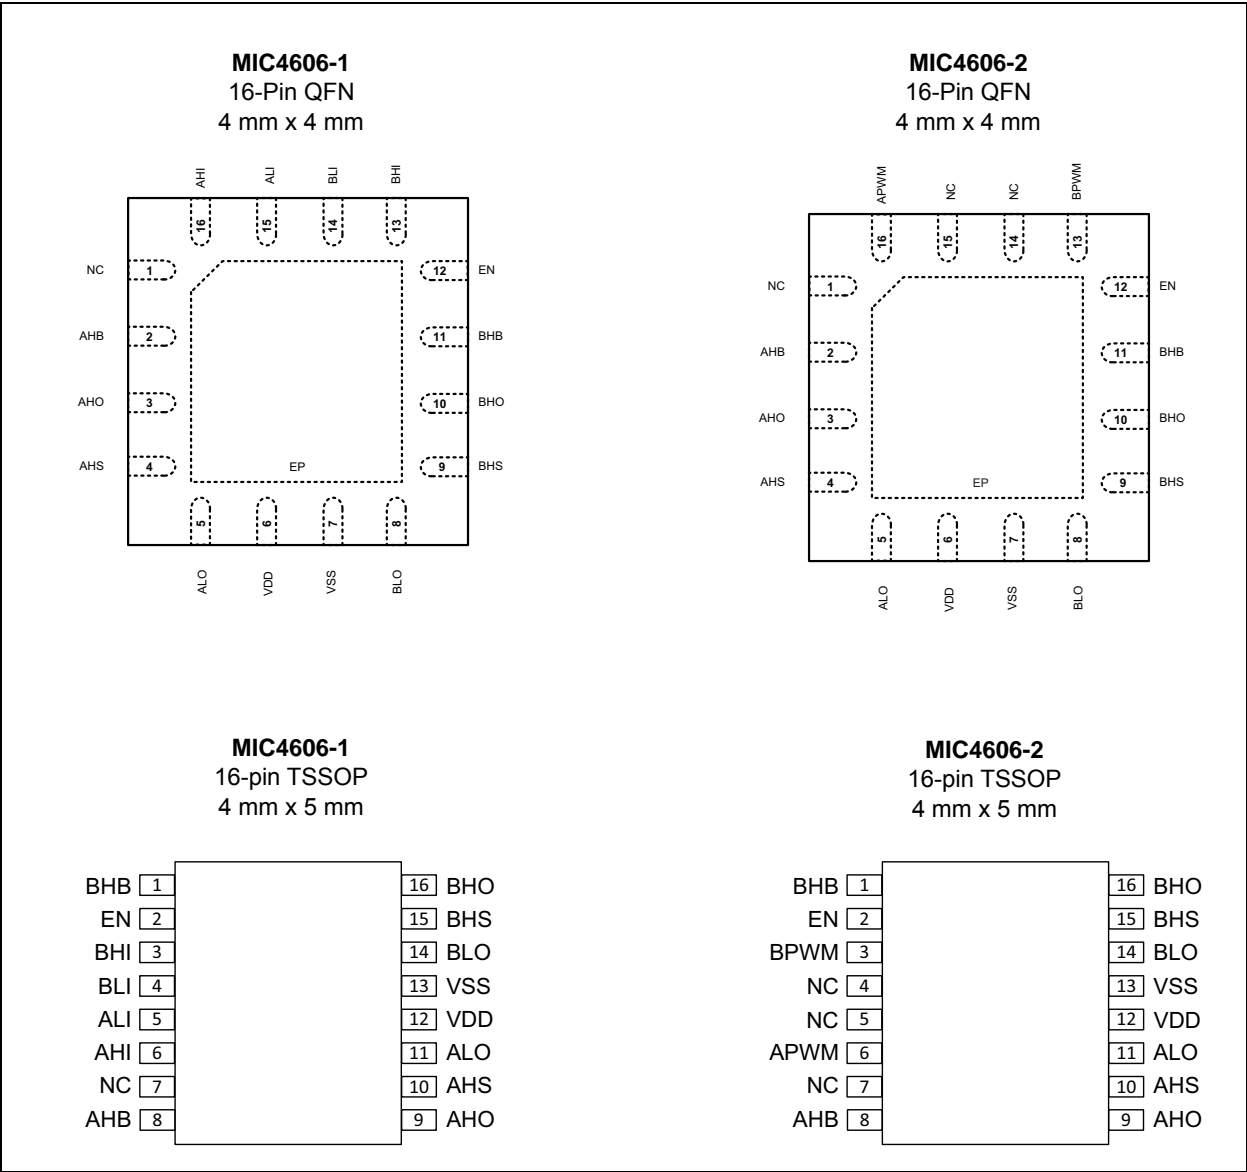 MIC4606-1
16-Pin QFN
4 mm x 4 mm
AHI ALI BLI BHI
16 15 14 13
NC 1 12 EN
AHB 2 11 BHB
AHO 3 10 BHO
AHS 4 EP 9 BHS
5 6 7 8
ALO VDD VSS BLO
MIC4606-2
16-Pin QFN
4 mm x 4 mm
APWM NC NC BPWM
16 15 14 13
NC 1 12 EN
AHB 2 11 BHB
AHO 3 10 BHO
AHS 4 EP 9 BHS
5 6 7 8
ALO VDD VSS BLO
MIC4606-1
16-pin TSSOP
4 mm x 5 mm
BHB 1 16 BHO
EN 2 15 BHS
BHI 3 14 BLO
BLI 4 13 VSS
ALI 5 12 VDD
AHI 6 11 ALO
NC 7 10 AHS
AHB 8 9 AHO
MIC4606-2
16-pin TSSOP
4 mm x 5 mm
BHB 1 16 BHO
EN 2 15 BHS
BPWM 3 14 BLO
NC 4 13 VSS
NC 5 12 VDD
APWM 6 11 ALO
NC 7 10 AHS
AHB 8 9 AHO